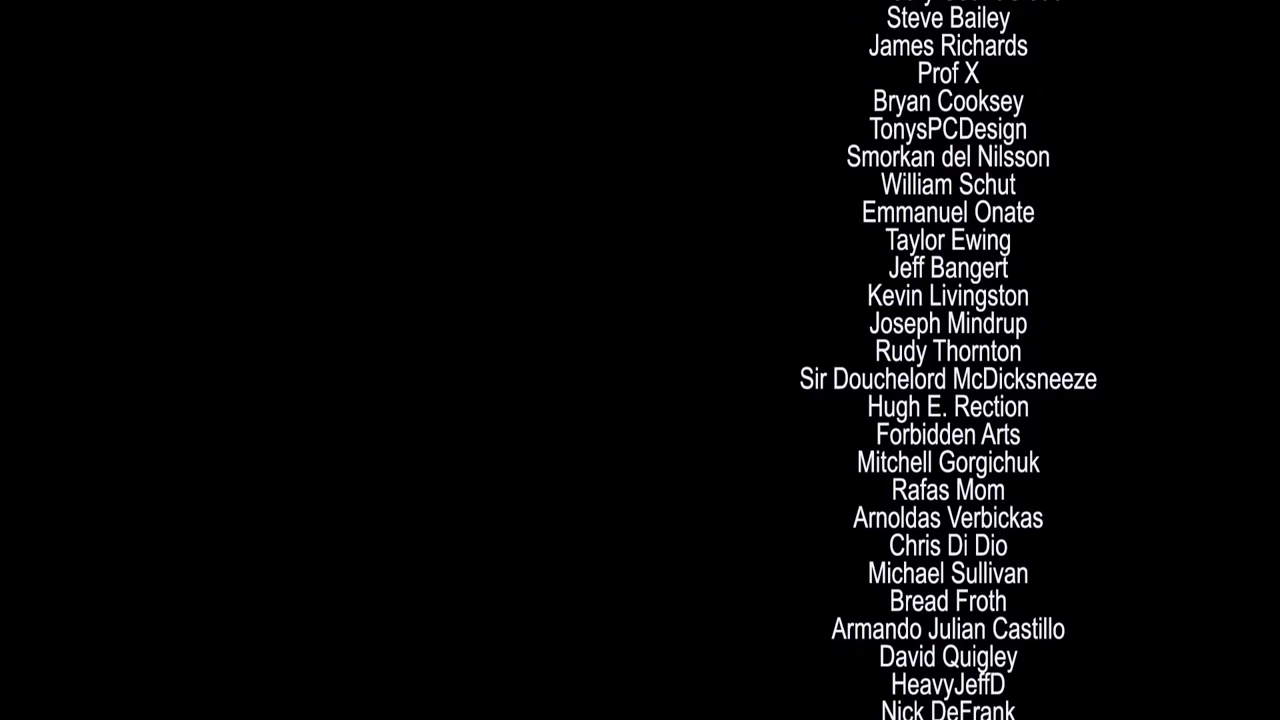 Steve Bailey
James Richards
Prof X
Bryan Cooksey
TonysPCDesign
Smorkan del Nilsson
William Schut
Emmanuel Onate
Taylor Ewing
Jeff Bangert
Kevin Livingston
Joseph Mindrup
Rudy Thornton
Sir Douchelord McDicksneeze
Hugh E. Rection
Forbidden Arts
Mitchell Gorgichuk
Rafas Mom
Arnoldas Verbickas
Chris Di Dio
Michael Sullivan
Bread Froth
Armando Julian Castillo
David Quigley
HeavyJeffD
Nick DeFrank